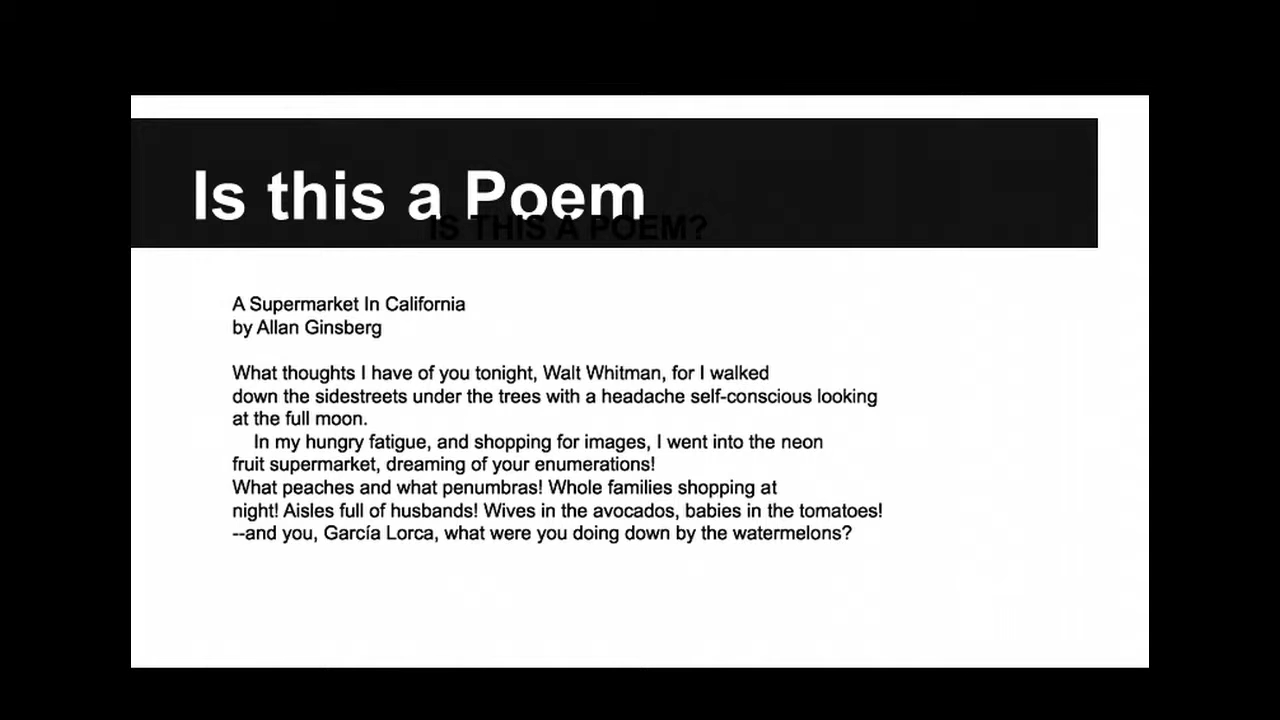 Is this a Poem
IS THIS A POEM?
A Supermarket In California
by Allan Ginsberg
What thoughts I have of you tonight, Walt Whitman, for I walked
down the sidestreets under the trees with a headache self-conscious looking
at the full moon.
In my hungry fatigue, and shopping for images, I went into the neon
fruit supermarket, dreaming of your enumerations!
What peaches and what penumbras! Whole families shopping at
night! Aisles full of husbands! Wives in the avocados, babies in the tomatoes!
--and you, García Lorca, what were you doing down by the watermelons?